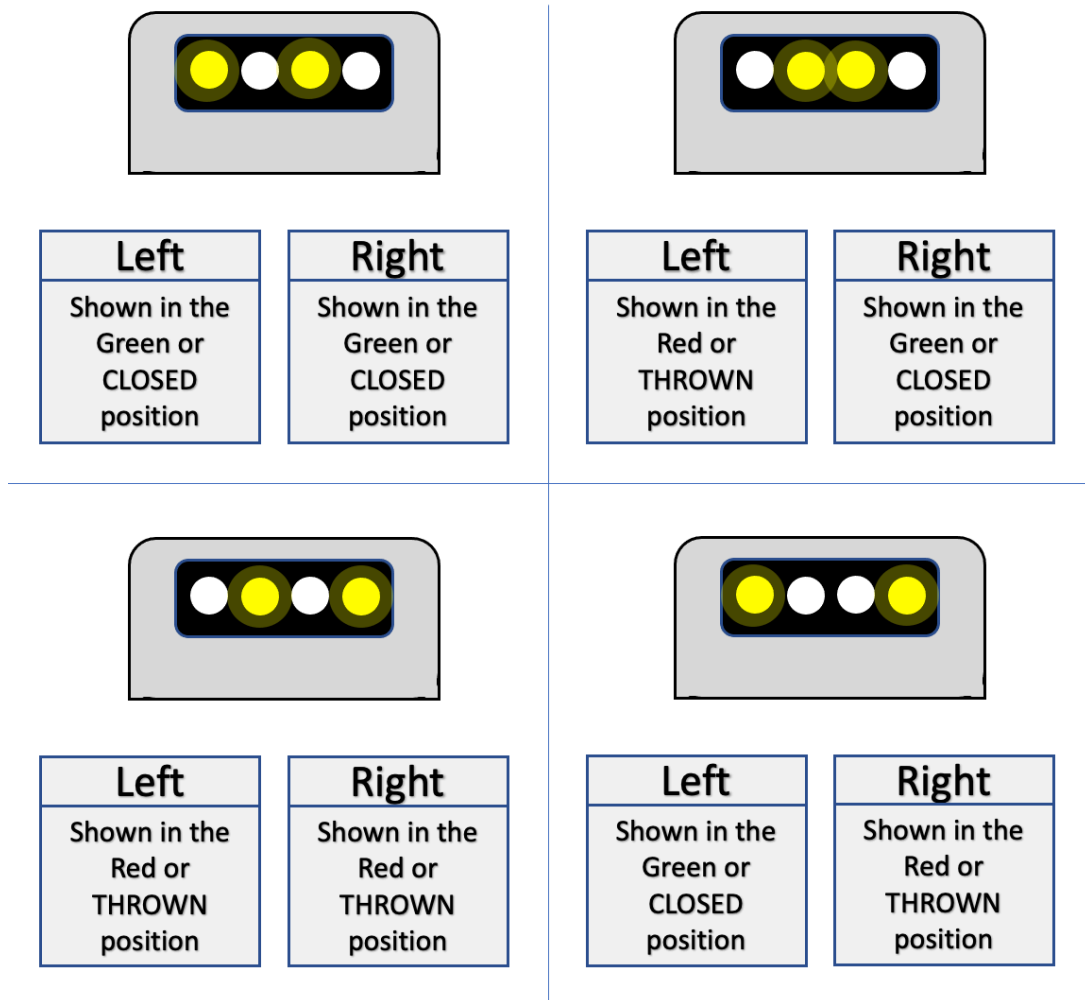 Left
Shown in the
Green or
CLOSED
position
Right
Shown in the
Green or
CLOSED
position
Left
Shown in the
Red or
THROWN
position
Right
Shown in the
Green or
CLOSED
position
Left
Shown in the
Red or
THROWN
position
Right
Shown in the
Red or
THROWN
position
Left
Shown in the
Green or
CLOSED
position
Right
Shown in the
Red or
THROWN
position